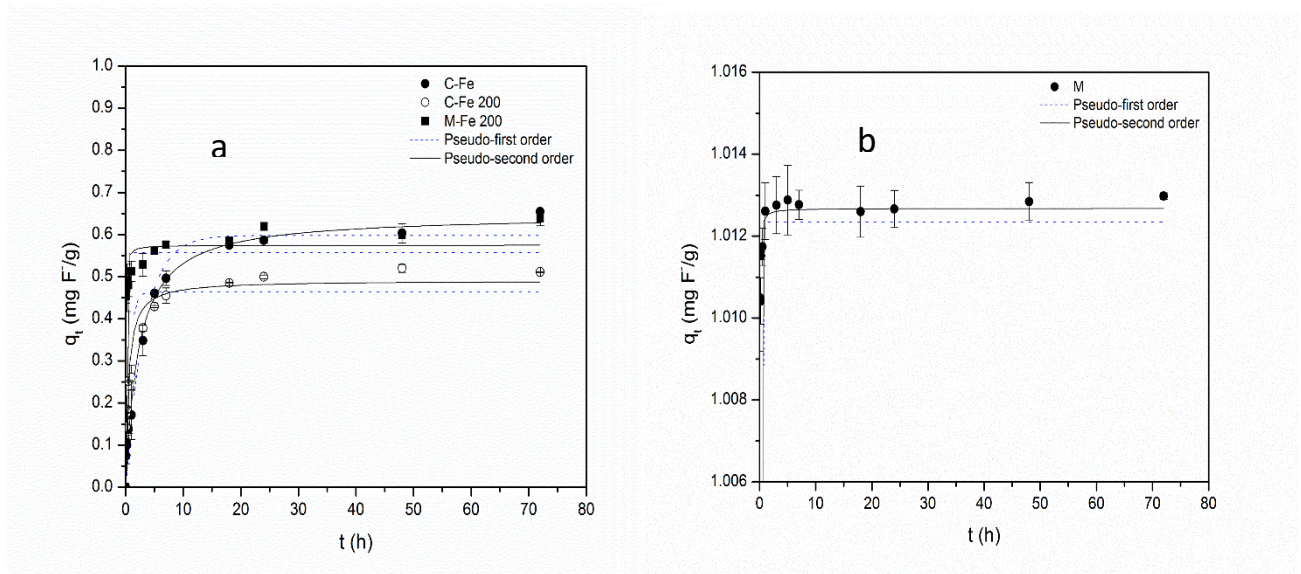 1.0
0.9
0.8
0.7
0.6
0.5
0.4
0.3
0.2
0.1
0.0
0 10 20 30 40 50 60 70 80
qt (mg F-/g)
t (h)
a
C-Fe
C-Fe 200
M-Fe 200
Pseudo-first order
Pseudo-second order
1.016
1.014
1.012
1.010
1.008
1.006
0 10 20 30 40 50 60 70 80
qt (mg F-/g)
t (h)
b
M
Pseudo-first order
Pseudo-second order